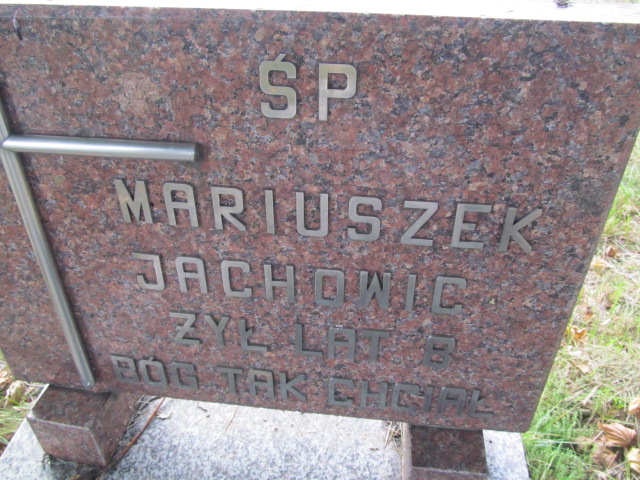 ŚP
MARIUSZEK
JACHOWIC
ŻYŁ LAT 8
BÓG TAK CHCIAŁ